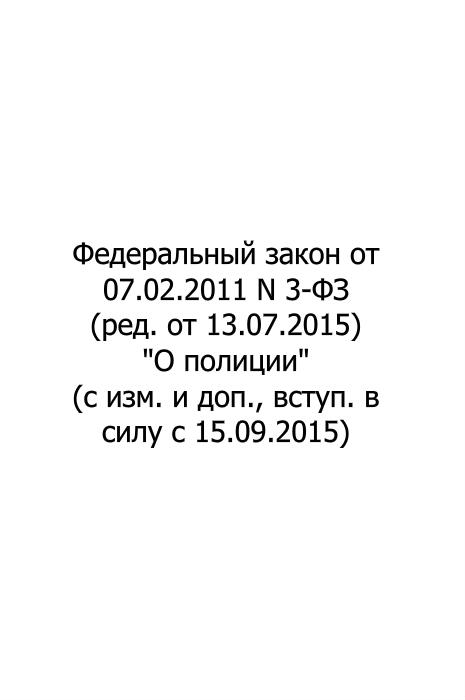 Федеральный закон от
07.02.2011 N 3-ФЗ
(ред. от 13.07.2015)
"О полиции"
(с изм. и доп., вступ. в
силу с 15.09.2015)